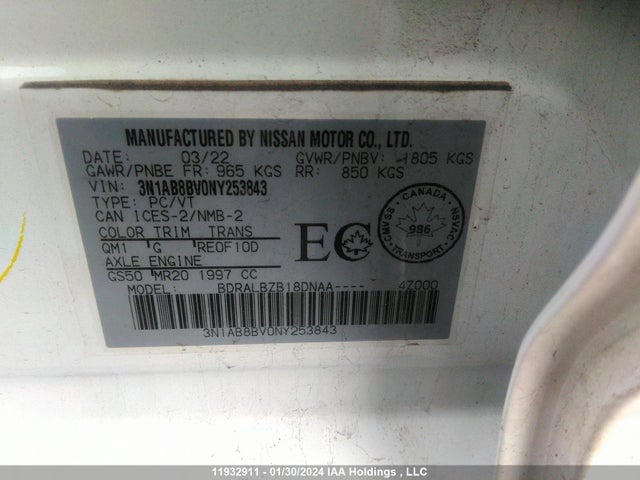 MANUFACTURED BY NISSAN MOTOR CO., LTD.
DATE: 03/22 GVWR/PNBV: 1805 KGS
GAWR/PNBE FR: 965 KGS RR: 850 KGS
VIN: 3N1AB8BV0NY253843
TYPE: PC/VT
CAN ICES-2/NMB-2
COLOR TRIM TRANS
QM1 G RE0F10D
AXLE ENGINE
GS50 MR20 1997 CC
MODEL: BDRALBZB18DNAA---- 4Z000
3N1AB8BV0NY253843
EC
CANADA
CMVSS NSVAC
986
TRANSPORT
11932911 - 01/30/2024 IAA Holdings , LLC